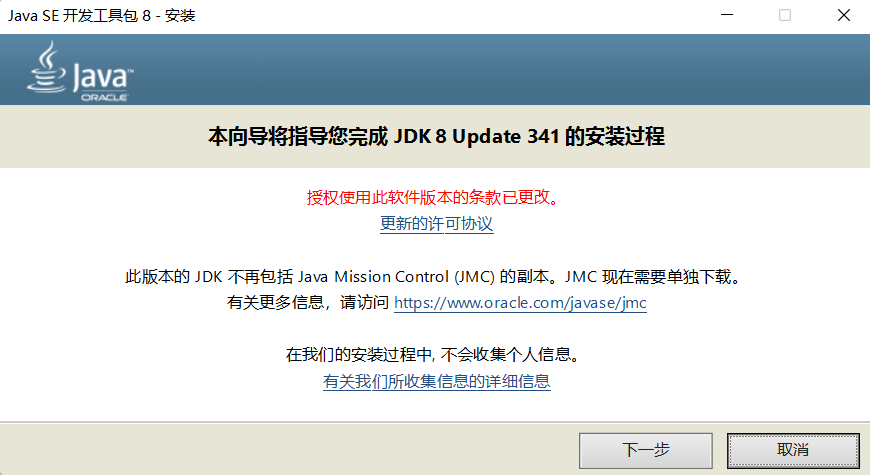 Java SE 开发工具包 8 - 安装
Java™
ORACLE
本向导将指导您完成 JDK 8 Update 341 的安装过程
授权使用此软件版本的条款已更改。
更新的许可协议
此版本的 JDK 不再包括 Java Mission Control (JMC) 的副本。JMC 现在需要单独下载。
有关更多信息，请访问 https://www.oracle.com/javase/jmc
在我们的安装过程中, 不会收集个人信息。
有关我们所收集信息的详细信息
下一步
取消